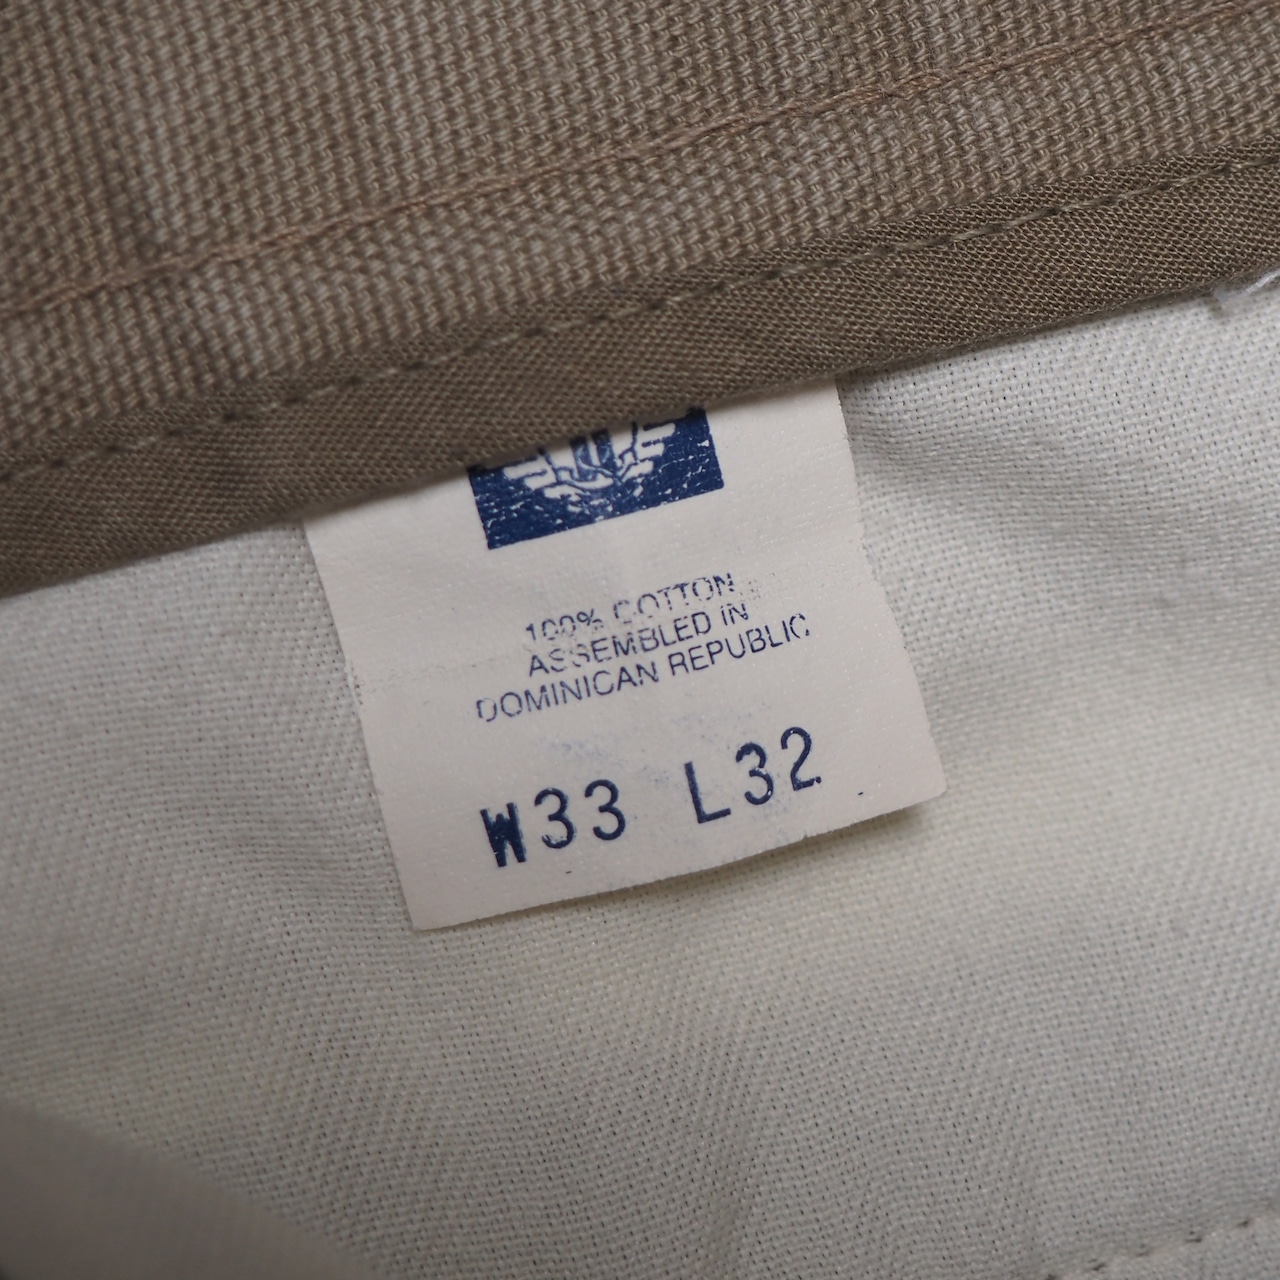 100% COTTON
ASSEMBLED IN
DOMINICAN REPUBLIC
W33 L32